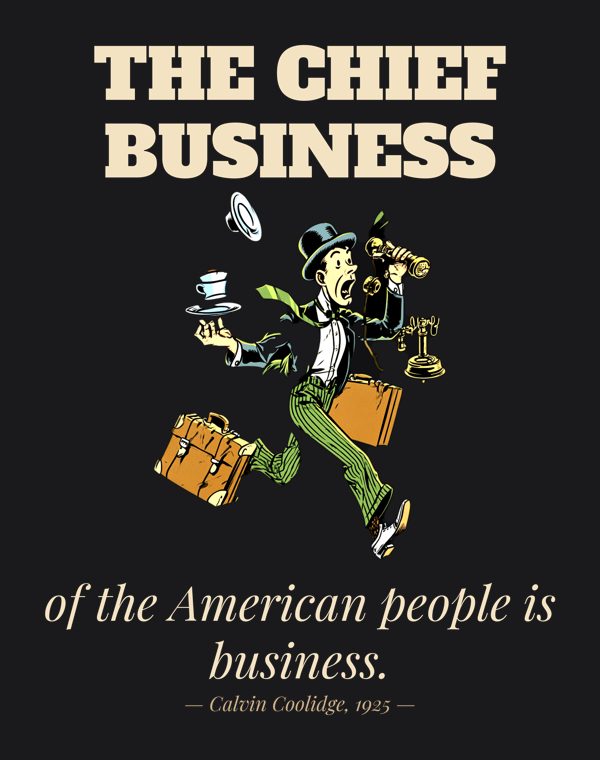 THE CHIEF
BUSINESS
of the American people is
business.
— Calvin Coolidge, 1925 —